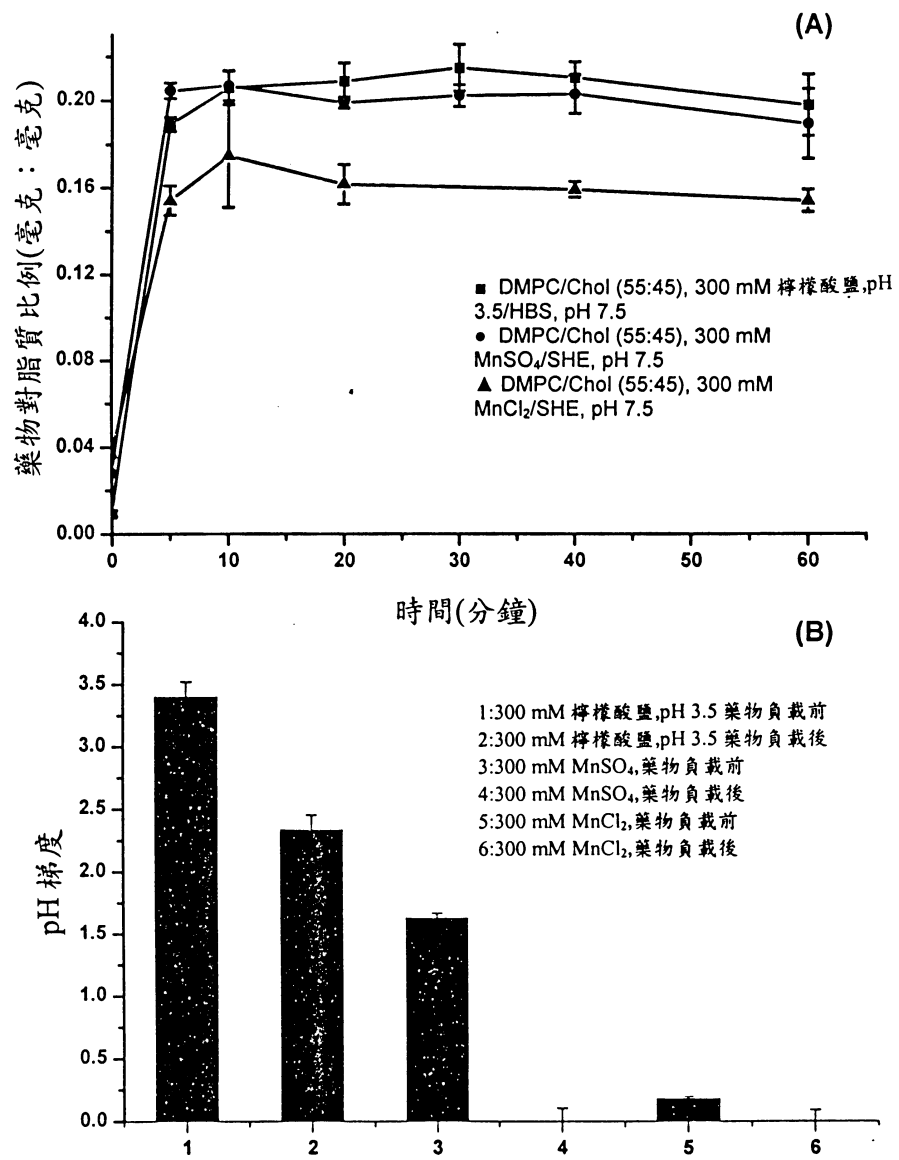 (A)
藥物對脂質比例(毫克：毫克)
0.20
0.16
0.12
0.08
0.04
0.00
0 10 20 30 40 50 60
時間(分鐘)
■ DMPC/Chol (55:45), 300 mM 檸檬酸鹽,pH
3.5/HBS, pH 7.5
● DMPC/Chol (55:45), 300 mM
MnSO₄/SHE, pH 7.5
▲ DMPC/Chol (55:45), 300 mM
MnCl₂/SHE, pH 7.5
(B)
pH 梯度
4.0
3.5
3.0
2.5
2.0
1.5
1.0
0.5
0.0
1 2 3 4 5 6
1:300 mM 檸檬酸鹽,pH 3.5 藥物負載前
2:300 mM 檸檬酸鹽,pH 3.5 藥物負載後
3:300 mM MnSO₄,藥物負載前
4:300 mM MnSO₄,藥物負載後
5:300 mM MnCl₂,藥物負載前
6:300 mM MnCl₂,藥物負載後